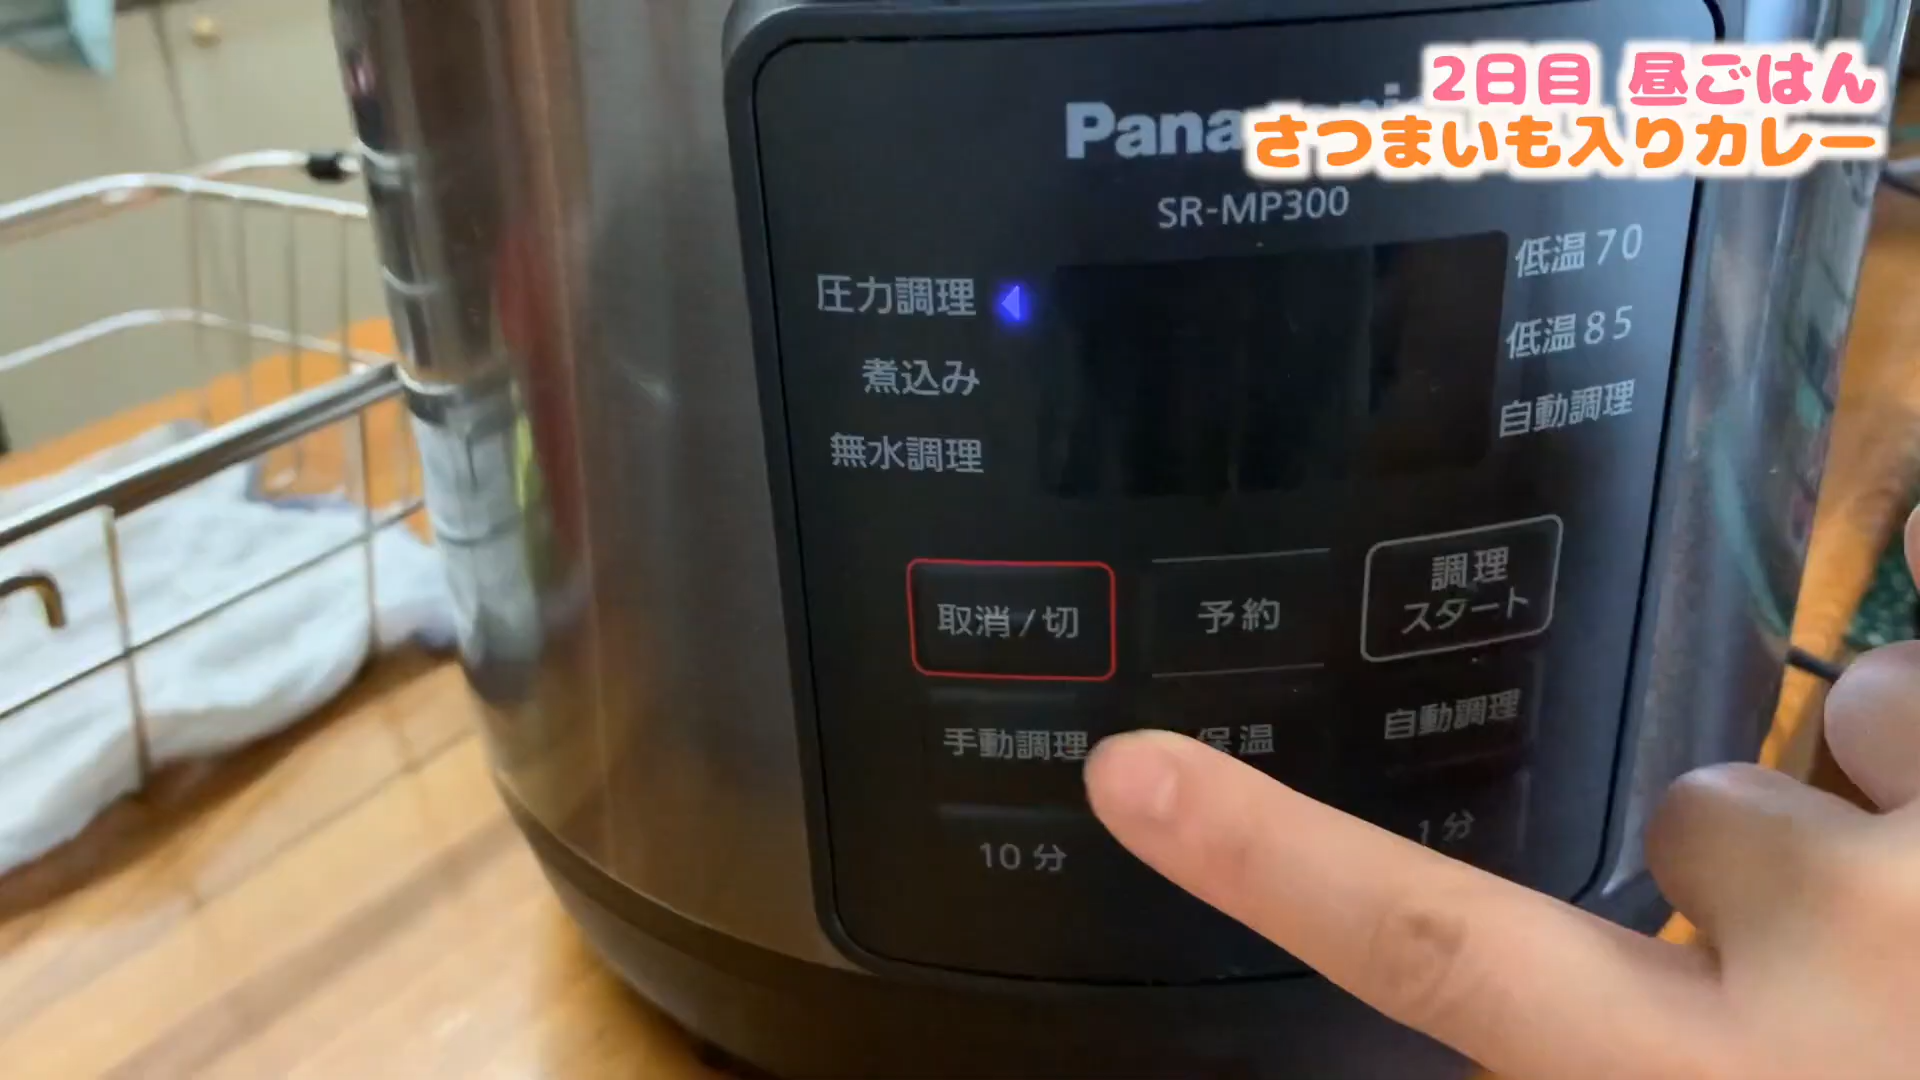 2日目 昼ごはん
さつまいも入りカレー
SR-MP300
圧力調理
煮込み
無水調理
低温70
低温85
自動調理
取消/切
予約
調理
スタート
手動調理
保温
自動調理
10分
1分